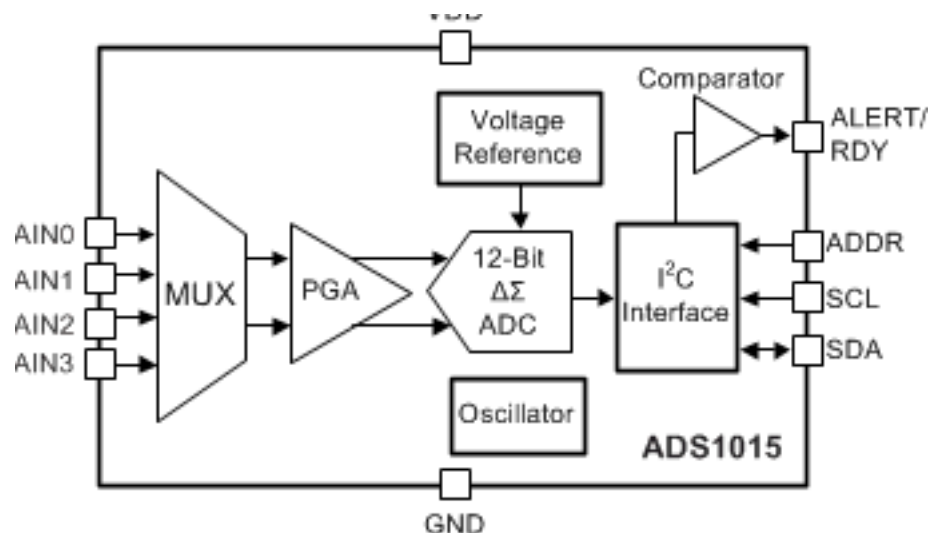 VDD
Comparator
ALERT/
RDY
Voltage
Reference
AIN0
AIN1
AIN2
AIN3
MUX
PGA
12-Bit
ΔΣ
ADC
I²C
Interface
ADDR
SCL
SDA
Oscillator
ADS1015
GND